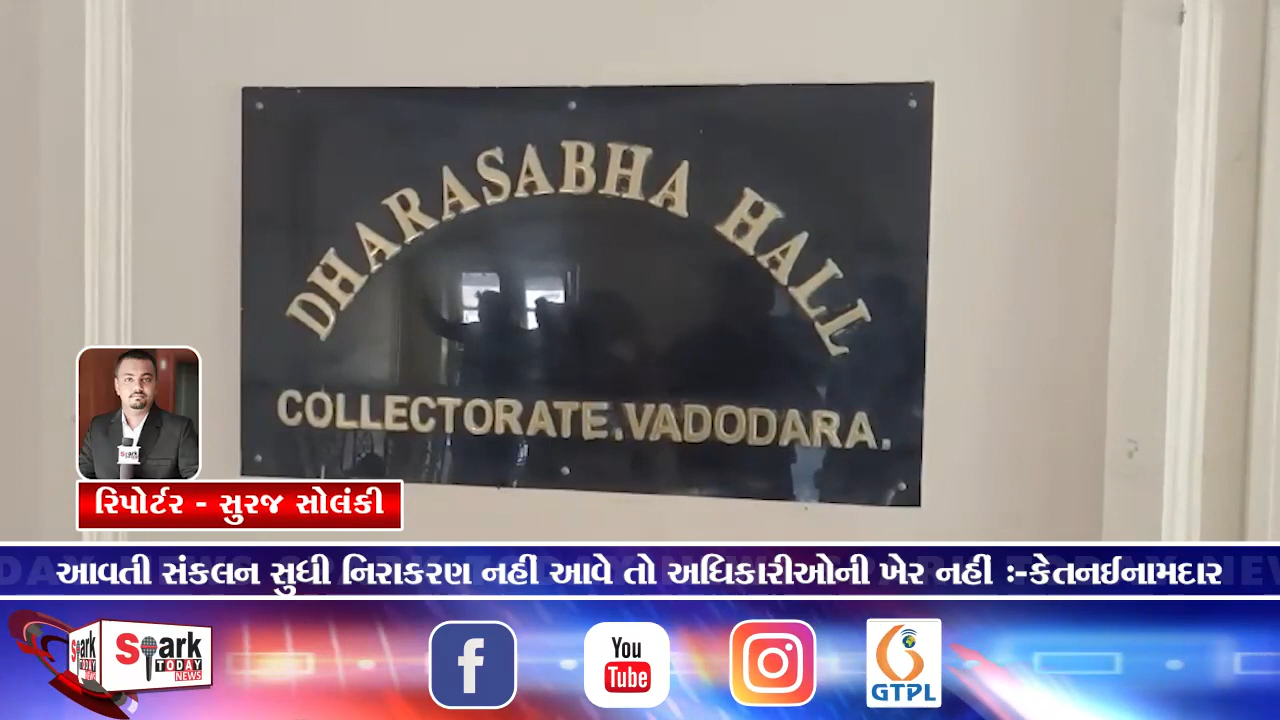 DHARASABHA HALL
COLLECTORATE.VADODARA.
Spark
રિપોર્ટર - સુરજ સોલંકી
આવતી સંકલન સુધી નિરાકરણ નહીં આવે તો અધિકારીઓની ખેર નહીં :-કેતનઈનામદાર
Spark
TODAY
NEWS
f
You
Tube
GTPL